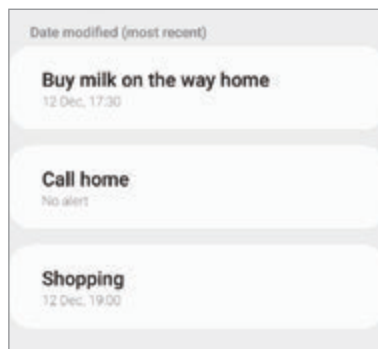 Date modified (most recent)
Buy milk on the way home
12 Dec, 17:30
Call home
No alert
Shopping
12 Dec, 19:00